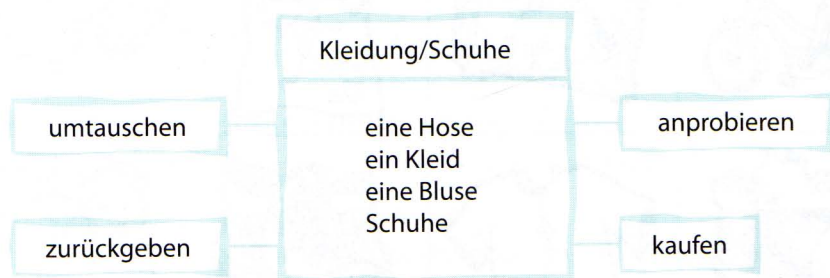 Kleidung/Schuhe
umtauschen
eine Hose
anprobieren
ein Kleid
eine Bluse
Schuhe
zurückgeben
kaufen